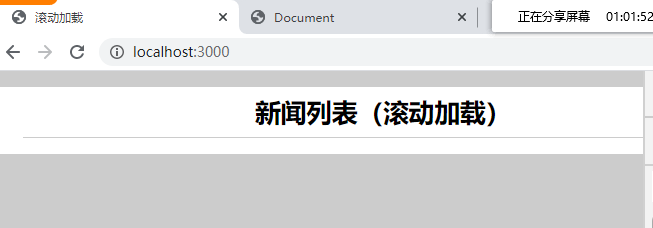 滚动加载
Document
正在分享屏幕 01:01:52
localhost:3000
新闻列表（滚动加载）